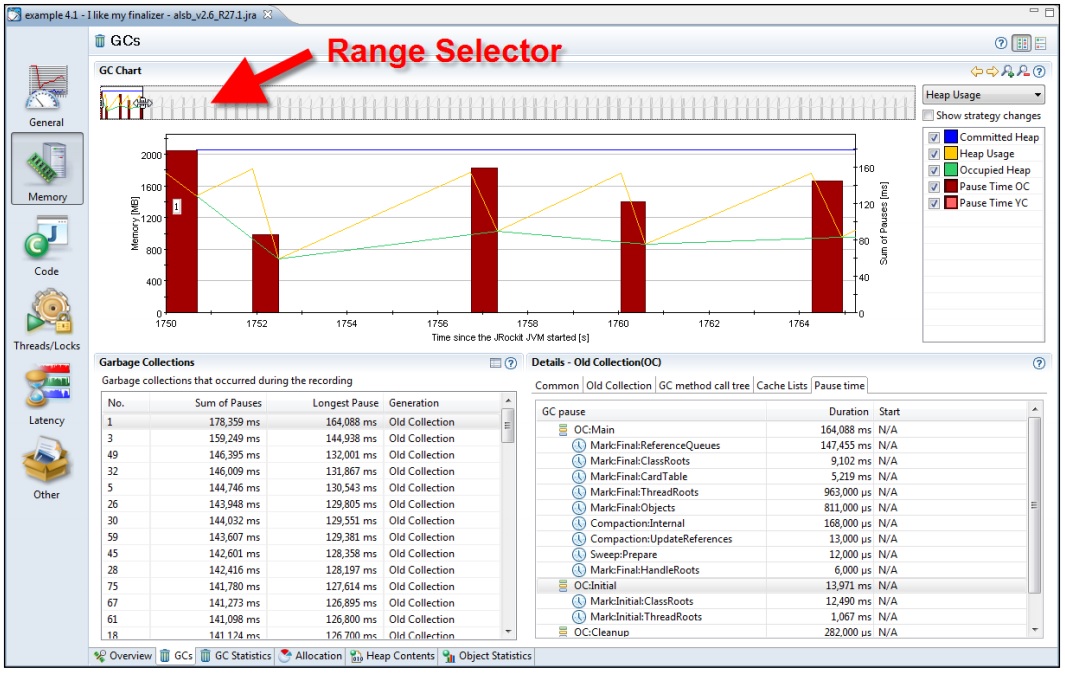 example 4.1 - I like my finalizer - alsb_v2.6_R27.1.jra
GCs
Range Selector
GC Chart
General
Memory
Code
Threads/Locks
Latency
Other
Heap Usage
Show strategy changes
Committed Heap
Heap Usage
Occupied Heap
Pause Time OC
Pause Time YC
Memory [MB]
2000
1600
1200
800
400
0
1
Sum of Pauses [ms]
160
120
80
40
0
1750 1752 1754 1756 1758 1760 1762 1764
Time since the JRockit JVM started [s]
Garbage Collections
Garbage collections that occurred during the recording
No. Sum of Pauses Longest Pause Generation
1 178,359 ms 164,088 ms Old Collection
3 159,249 ms 144,938 ms Old Collection
49 146,395 ms 132,001 ms Old Collection
32 146,009 ms 131,867 ms Old Collection
5 144,746 ms 130,543 ms Old Collection
26 143,948 ms 129,805 ms Old Collection
30 144,032 ms 129,551 ms Old Collection
59 143,607 ms 129,381 ms Old Collection
45 142,601 ms 128,358 ms Old Collection
28 142,416 ms 128,197 ms Old Collection
75 141,780 ms 127,614 ms Old Collection
67 141,273 ms 126,895 ms Old Collection
61 141,098 ms 126,800 ms Old Collection
18 141,124 ms 126,700 ms Old Collection
Details - Old Collection(OC)
Common Old Collection GC method call tree Cache Lists Pause time
GC pause Duration Start
OC:Main 164,088 ms N/A
Mark:Final:ReferenceQueues 147,455 ms N/A
Mark:Final:ClassRoots 9,102 ms N/A
Mark:Final:CardTable 5,219 ms N/A
Mark:Final:ThreadRoots 963,000 µs N/A
Mark:Final:Objects 811,000 µs N/A
Compaction:Internal 168,000 µs N/A
Compaction:UpdateReferences 13,000 µs N/A
Sweep:Prepare 12,000 µs N/A
Mark:Final:HandleRoots 6,000 µs N/A
OC:Initial 13,971 ms N/A
Mark:Initial:ClassRoots 12,490 ms N/A
Mark:Initial:ThreadRoots 1,067 ms N/A
OC:Cleanup 282,000 µs N/A
Overview GCs GC Statistics Allocation Heap Contents Object Statistics